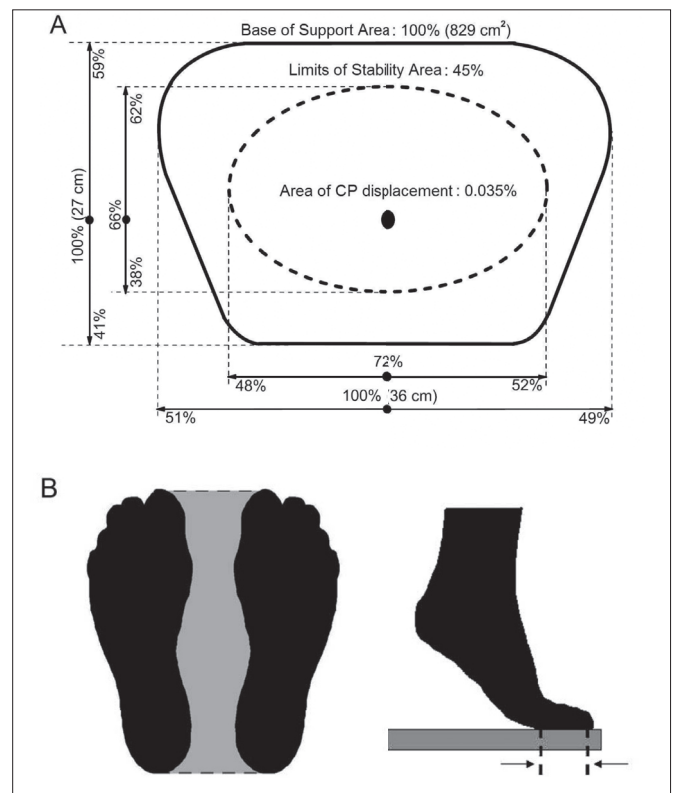 A
Base of Support Area : 100% (829 cm²)
Limits of Stability Area : 45%
59%
62%
Area of CP displacement : 0.035%
100% (27 cm)
66%
38%
41%
72%
48%
52%
100% (36 cm)
51%
49%
B